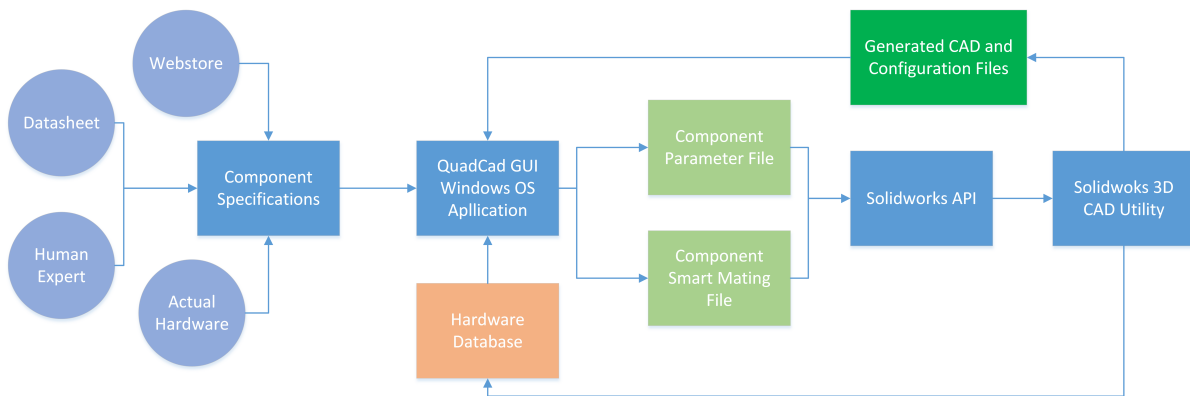 Webstore
Datasheet
Human
Expert
Actual
Hardware
Component
Specifications
QuadCad GUI
Windows OS
Apllication
Hardware
Database
Component
Parameter File
Component
Smart Mating
File
Solidworks API
Solidwoks 3D
CAD Utility
Generated CAD and
Configuration Files